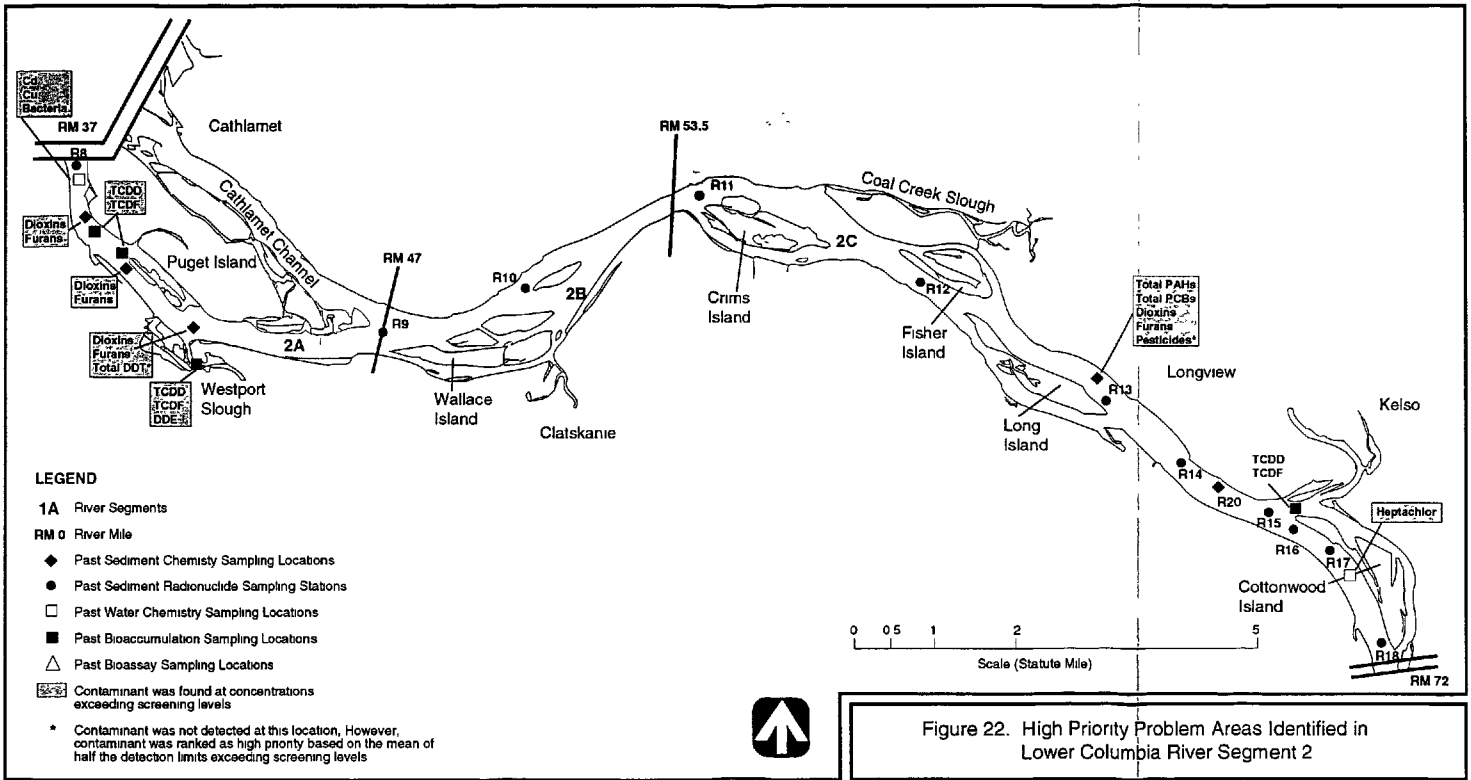 Cd
Cu
Bacteria
RM 37
R8
Cathlamet
TCDD
TCDF
Dioxins
Furans
Cathlamet Channel
Puget Island
Dioxins
Furans
Dioxins
Furans
Total DDT*
2A
TCDD
TCDF
DDE
Westport
Slough
RM 47
R9
R10
2B
Wallace
Island
Clatskanie
RM 53.5
R11
Crims
Island
2C
Coal Creek Slough
R12
Fisher
Island
Total PAHs
Total PCBs
Dioxins
Furans
Pesticides*
R13
Longview
Long
Island
Kelso
R14
R20
TCDD
TCDF
R15
R16
R17
Heptachlor
Cottonwood
Island
R18
RM 72
LEGEND
1A River Segments
RM 0 River Mile
Past Sediment Chemisty Sampling Locations
Past Sediment Radionuclide Sampling Stations
Past Water Chemistry Sampling Locations
Past Bioaccumulation Sampling Locations
Past Bioassay Sampling Locations
Contaminant was found at concentrations
exceeding screening levels
* Contaminant was not detected at this location, However,
contaminant was ranked as high priority based on the mean of
half the detection limits exceeding screening levels
0 0 5 1 2 5
Scale (Statute Mile)
Figure 22. High Priority Problem Areas Identified in
Lower Columbia River Segment 2